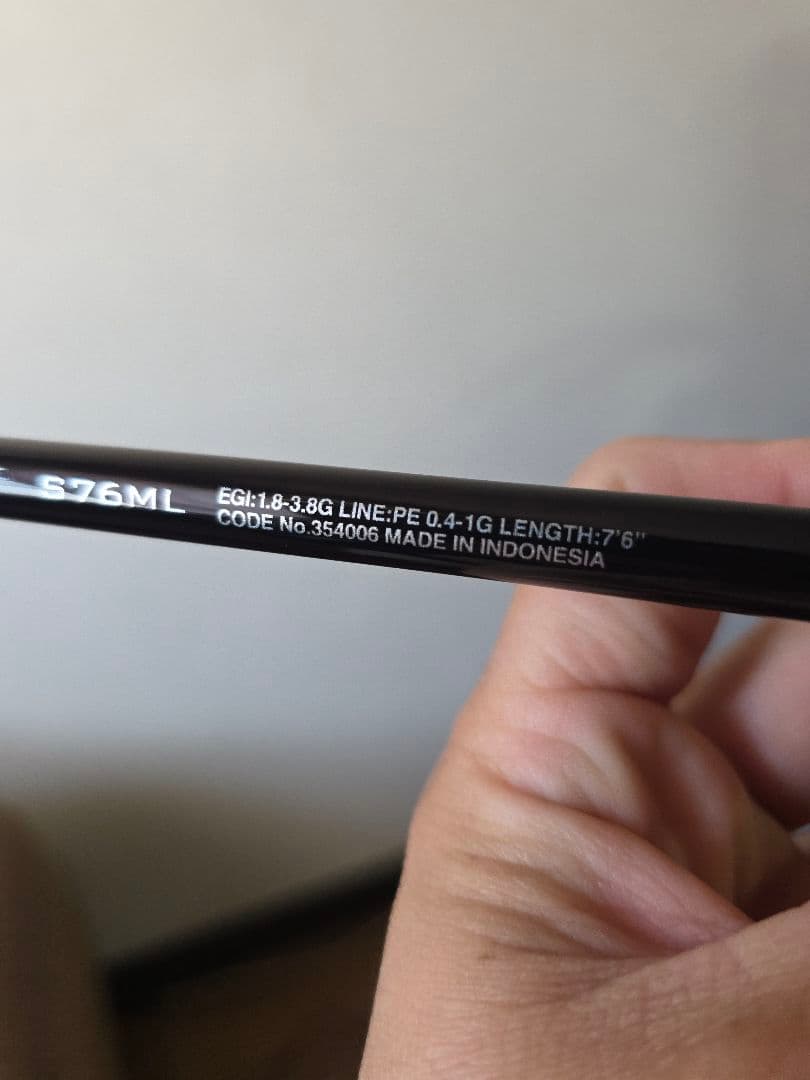 S76ML
EGI:1.8-3.8G LINE:PE 0.4-1G LENGTH:7'6"
CODE No.354006 MADE IN INDONESIA